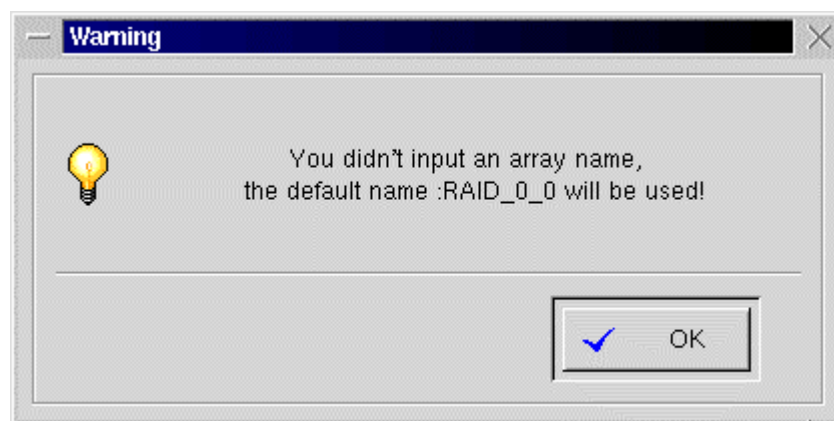 Warning
You didn't input an array name,
the default name :RAID_0_0 will be used!
OK